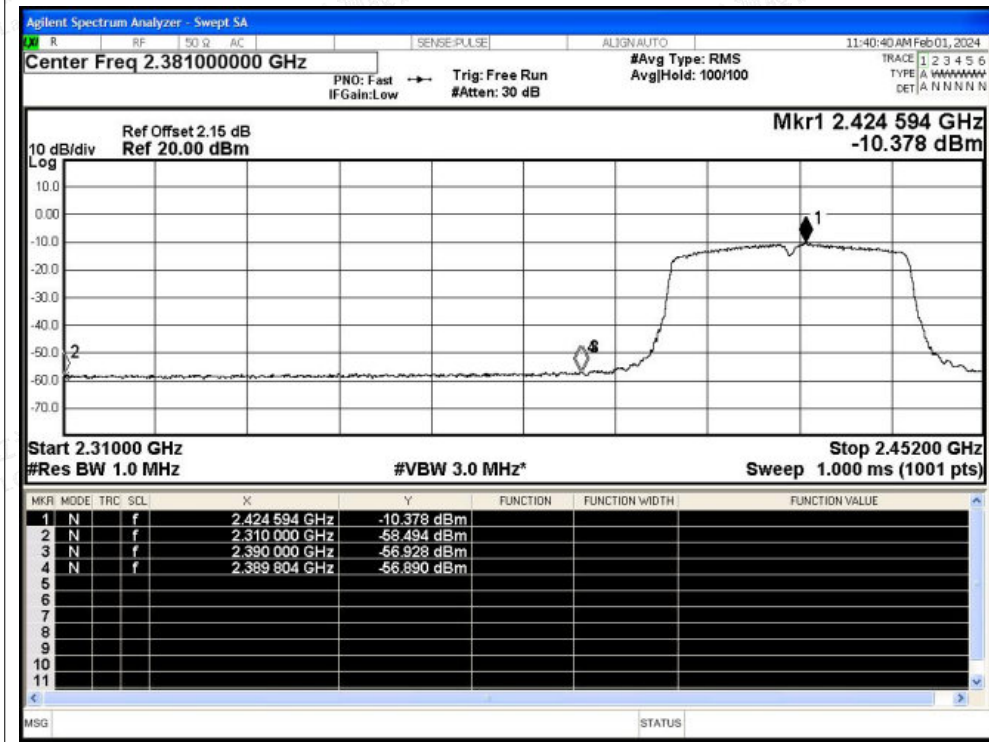 Agilent Spectrum Analyzer - Swept SA
LXI R RF 50 Ω AC SENSE:PULSE ALIGNAUTO 11:40:40 AM Feb 01, 2024
Center Freq 2.381000000 GHz
PNO: Fast
IFGain:Low
Trig: Free Run
#Atten: 30 dB
#Avg Type: RMS
Avg|Hold: 100/100
TRACE 1 2 3 4 5 6
TYPE A WWWWW
DET A N N N N N
Mkr1 2.424 594 GHz
-10.378 dBm
Ref Offset 2.15 dB
10 dB/div Ref 20.00 dBm
Log
10.0
0.00
-10.0
-20.0
-30.0
-40.0
-50.0
-60.0
-70.0
1
2
4
Start 2.31000 GHz Stop 2.45200 GHz
#Res BW 1.0 MHz #VBW 3.0 MHz* Sweep 1.000 ms (1001 pts)
MKR MODE TRC SCL X Y FUNCTION FUNCTION WIDTH FUNCTION VALUE
1 N f 2.424 594 GHz -10.378 dBm
2 N f 2.310 000 GHz -58.494 dBm
3 N f 2.390 000 GHz -56.928 dBm
4 N f 2.389 804 GHz -56.890 dBm
5
6
7
8
9
10
11
MSG STATUS